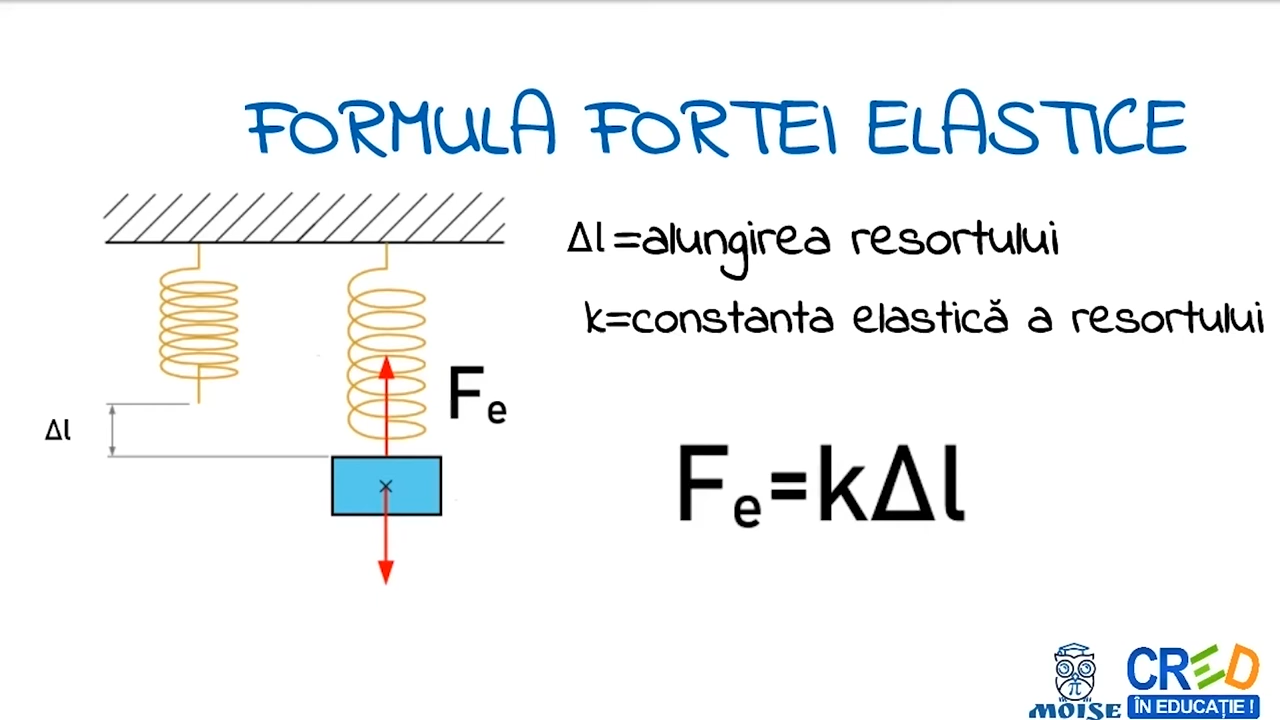 FORMULA FORTEI ELASTICE
Δl=alungirea resortului
k=constanta elastică a resortului
Fe
Δl
Fe=kΔl
π
MOISE
CRED
ÎN EDUCAȚIE !